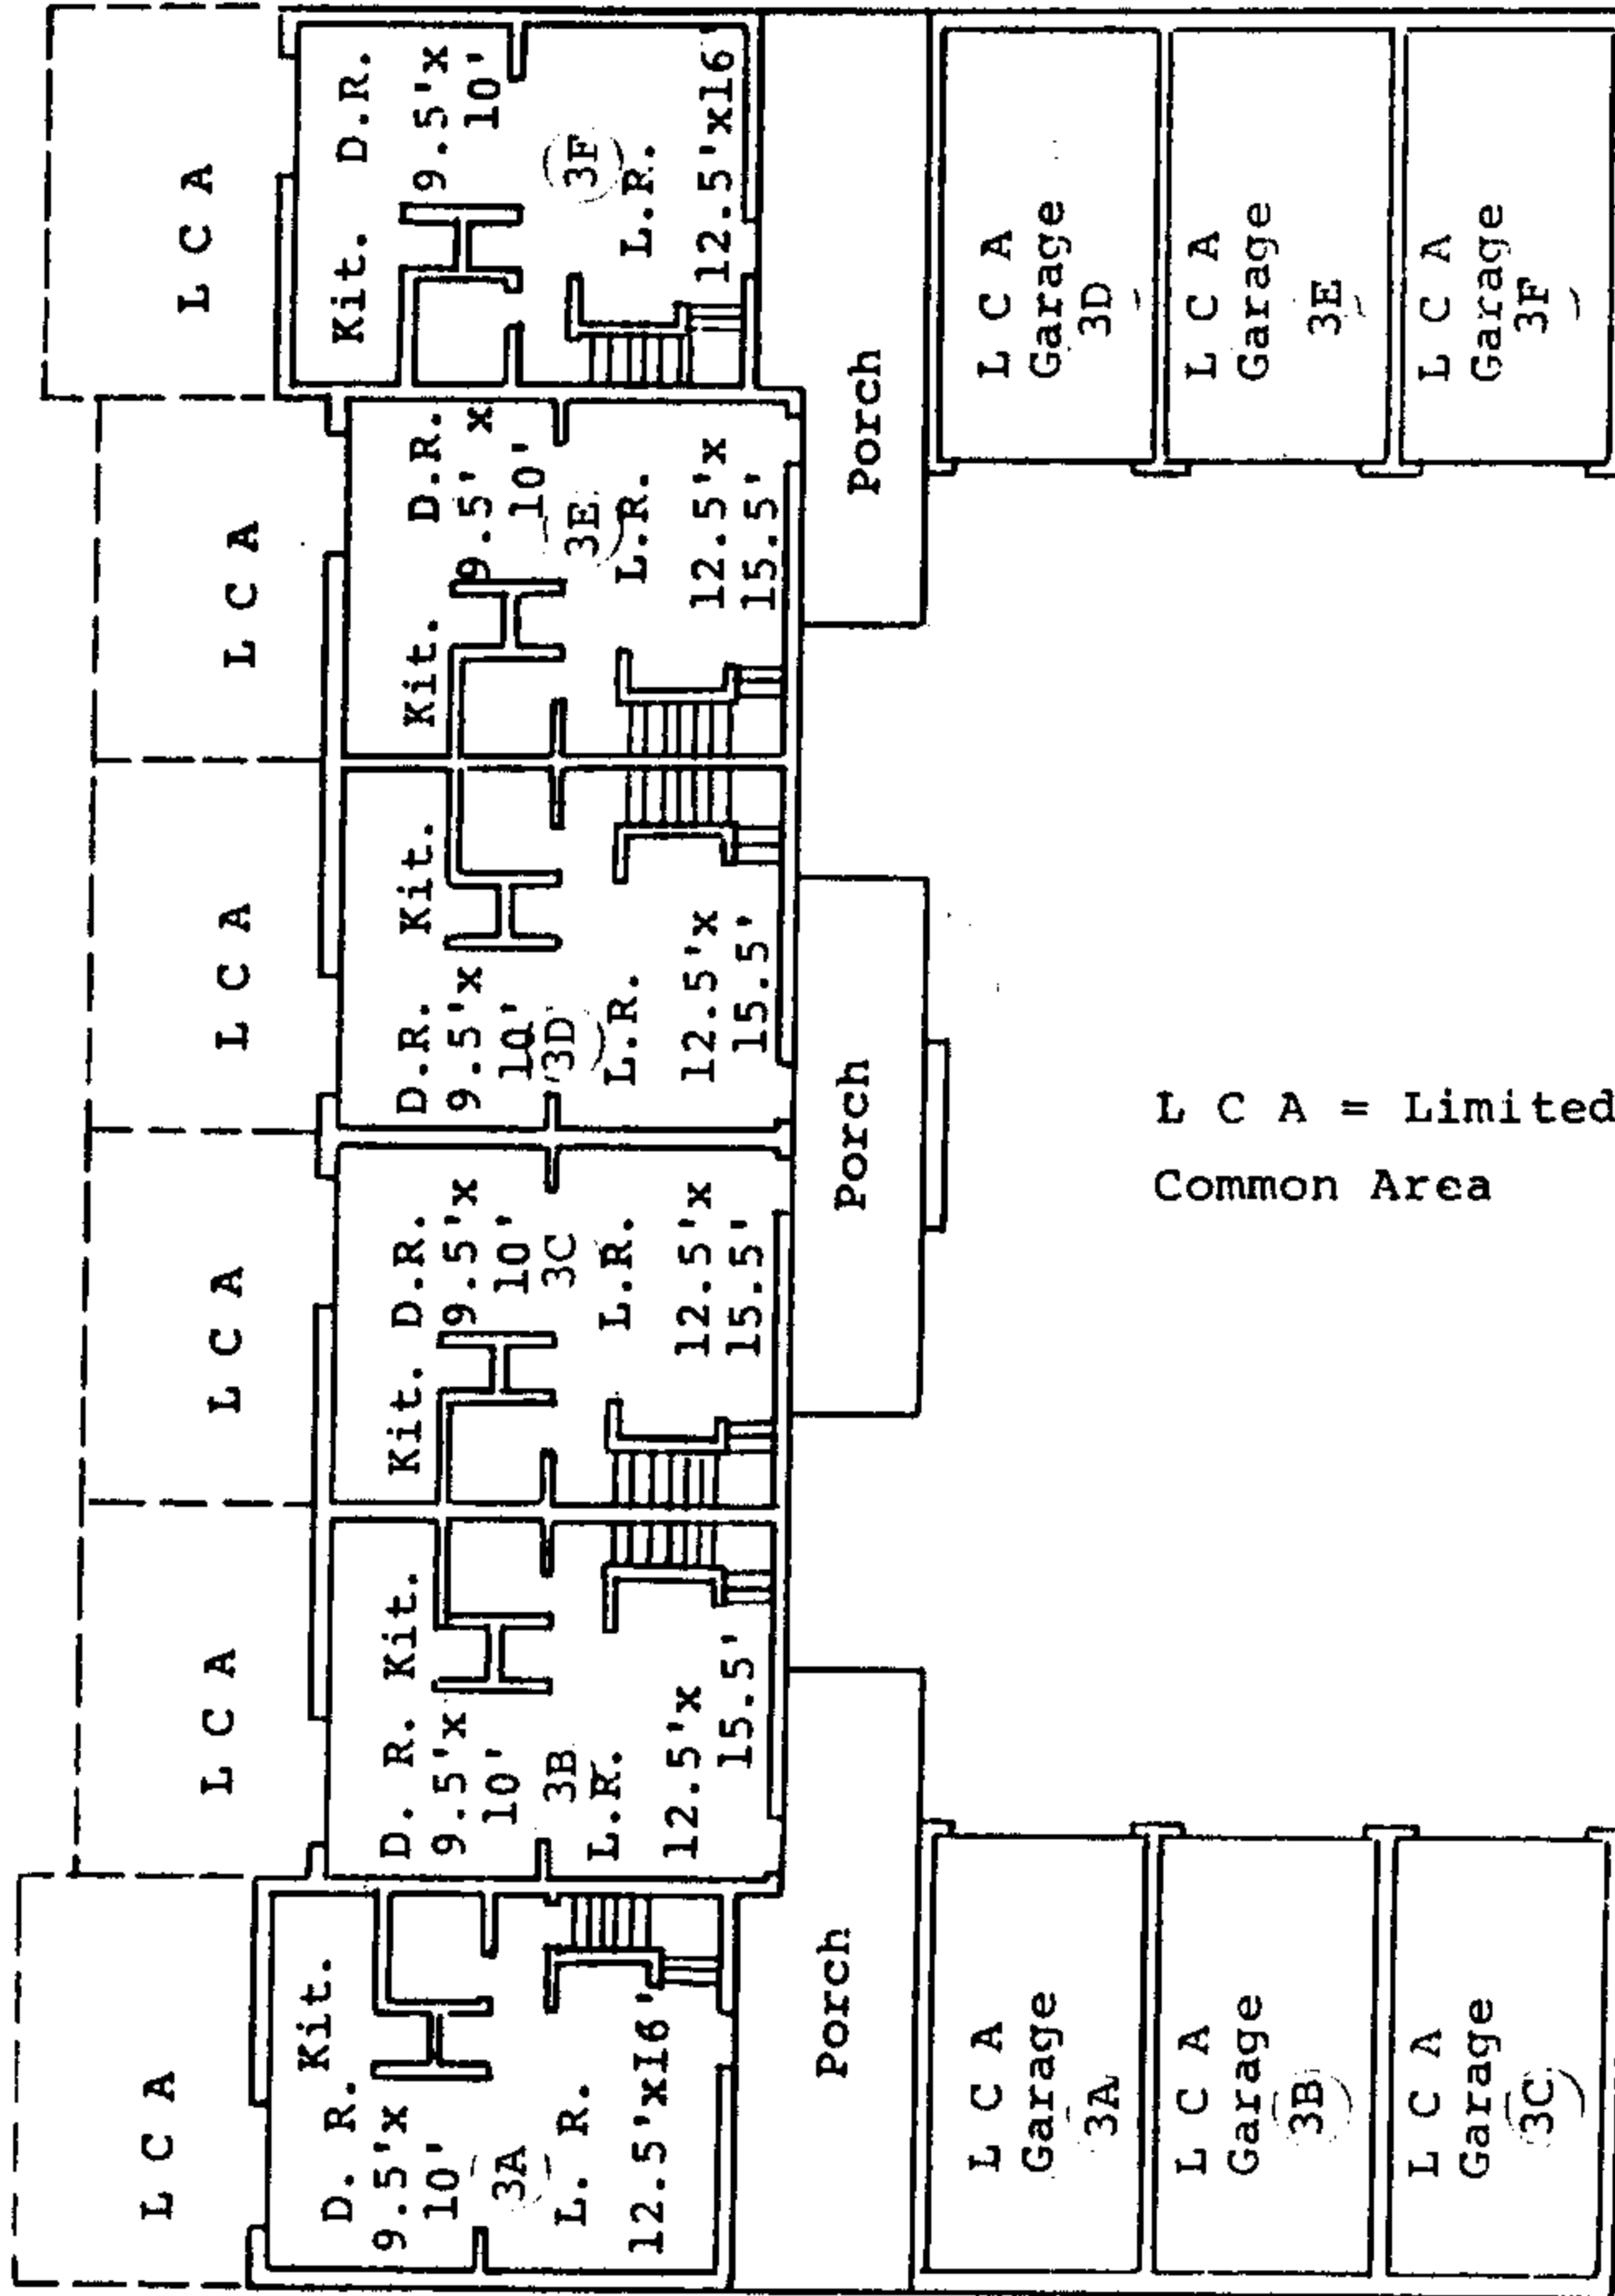 L C A
D. R.
Kit.
9.5'x
10'
3A
L. R.
12.5'x16'
L C A
D. R. Kit.
9.5'x
10'
3B
L.R.
12.5'x
15.5'
L C A
Kit. D.R.
9.5'x
10'
3C
L.R.
12.5'x
15.5'
L C A
D.R. Kit.
9.5'x
10'
3D
L.R.
12.5'x
15.5'
L C A
Kit. D.R.
9.5' x
10'
3E
L.R.
12.5'x
15.5'
L C A
Kit. D.R.
9.5'x
10'
3F
L.R.
12.5'x16'
Porch
Porch
Porch
L C A
Garage
3A
L C A
Garage
3B
L C A
Garage
3C
L C A
Garage
3D
L C A
Garage
3E
L C A
Garage
3F
L C A = Limited
Common Area